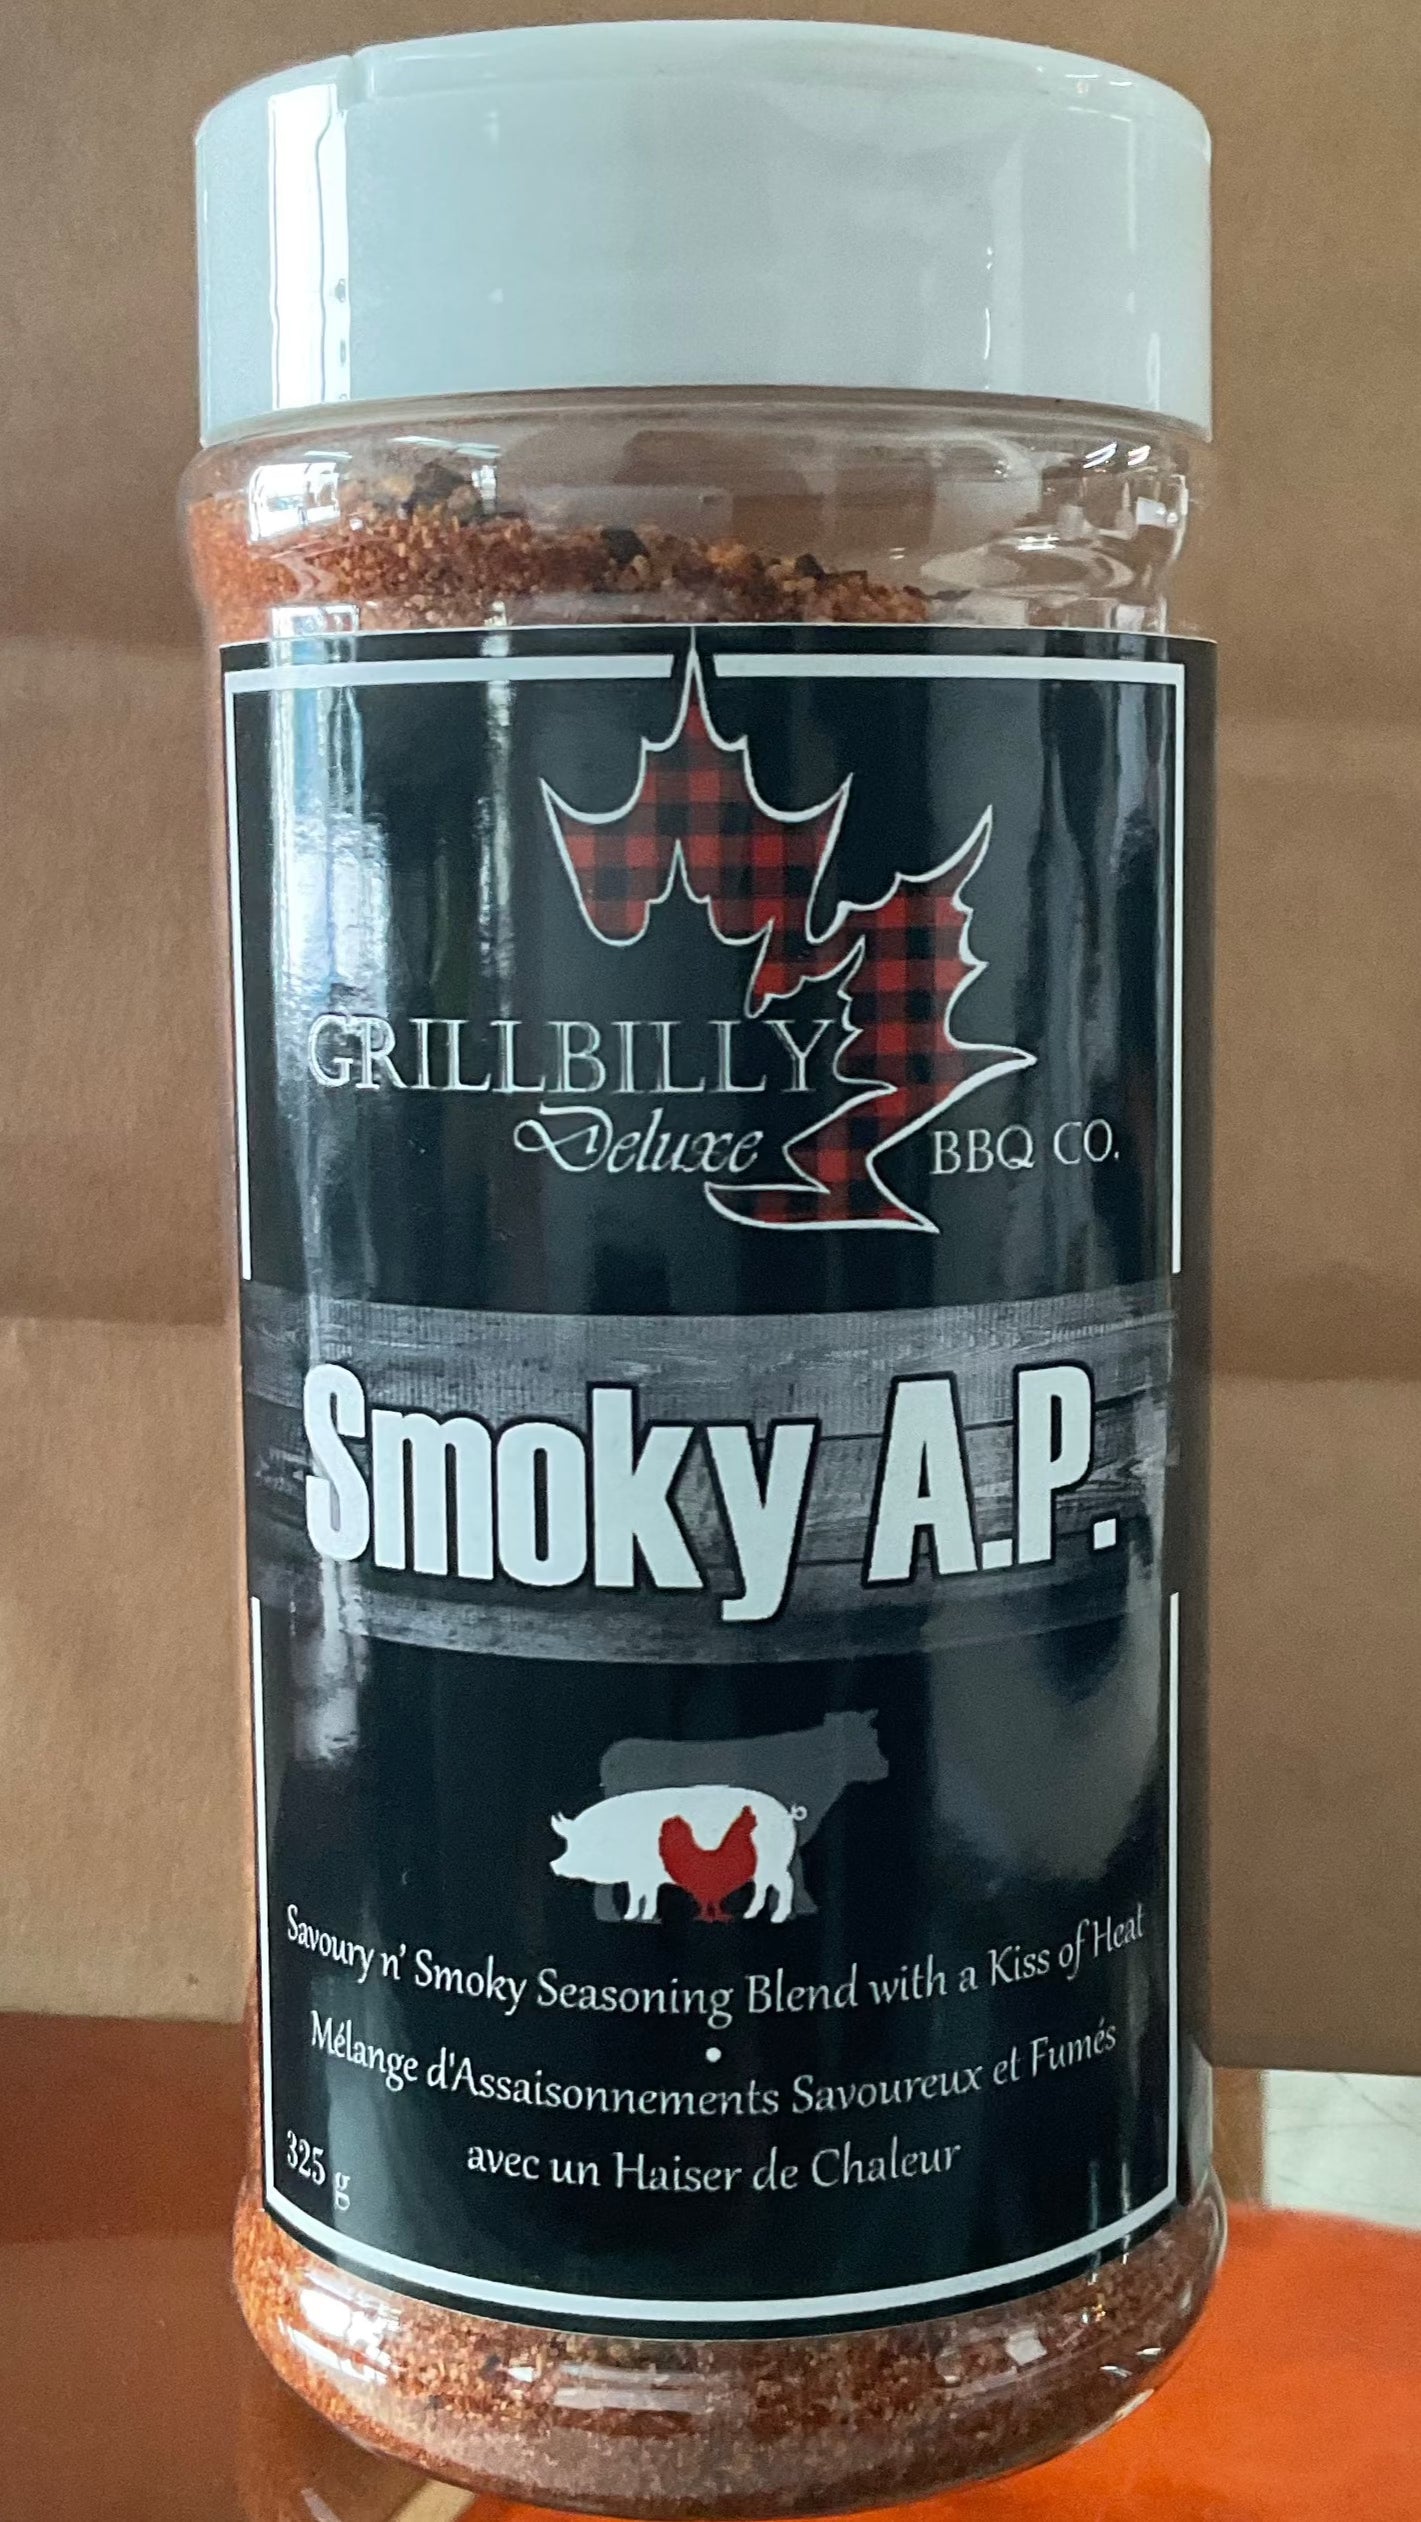 GRILLBILLY
Deluxe BBQ CO.
Smoky A.P.
Savoury n' Smoky Seasoning Blend with a Kiss of Heat
•
Mélange d'Assaisonnements Savoureux et Fumés
avec un Haiser de Chaleur
325 g